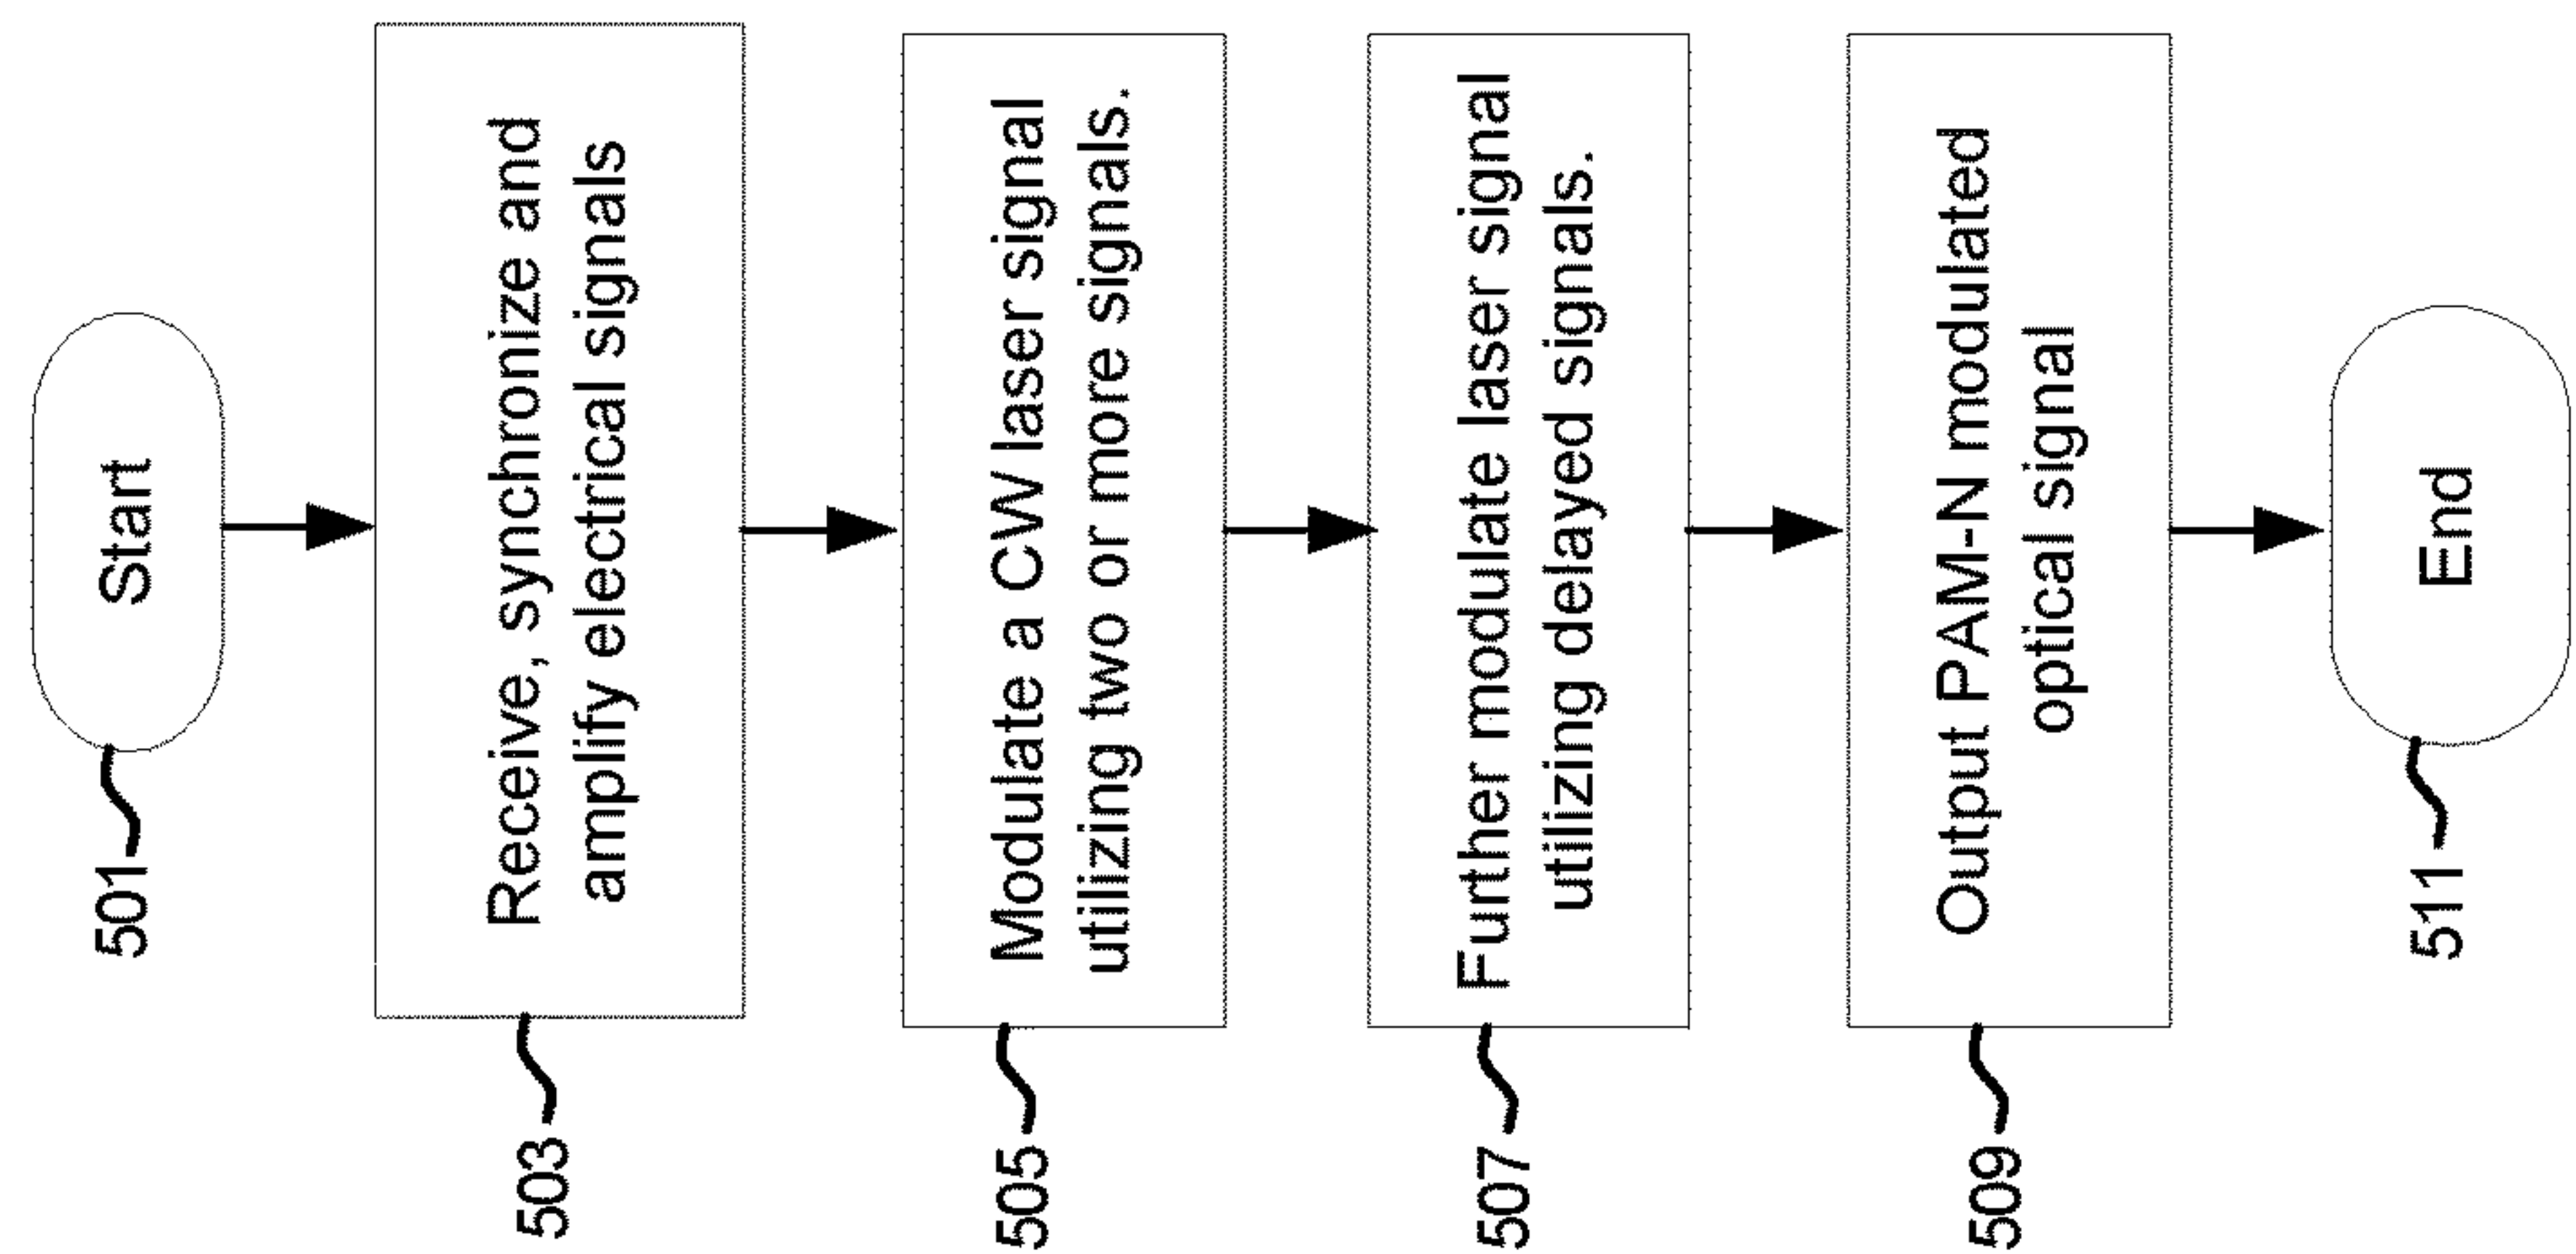 Start
501
Receive, synchronize and
amplify electrical signals
503
Modulate a CW laser signal
utilizing two or more signals.
505
Further modulate laser signal
utilizing delayed signals.
507
Output PAM-N modulated
optical signal
509
End
511